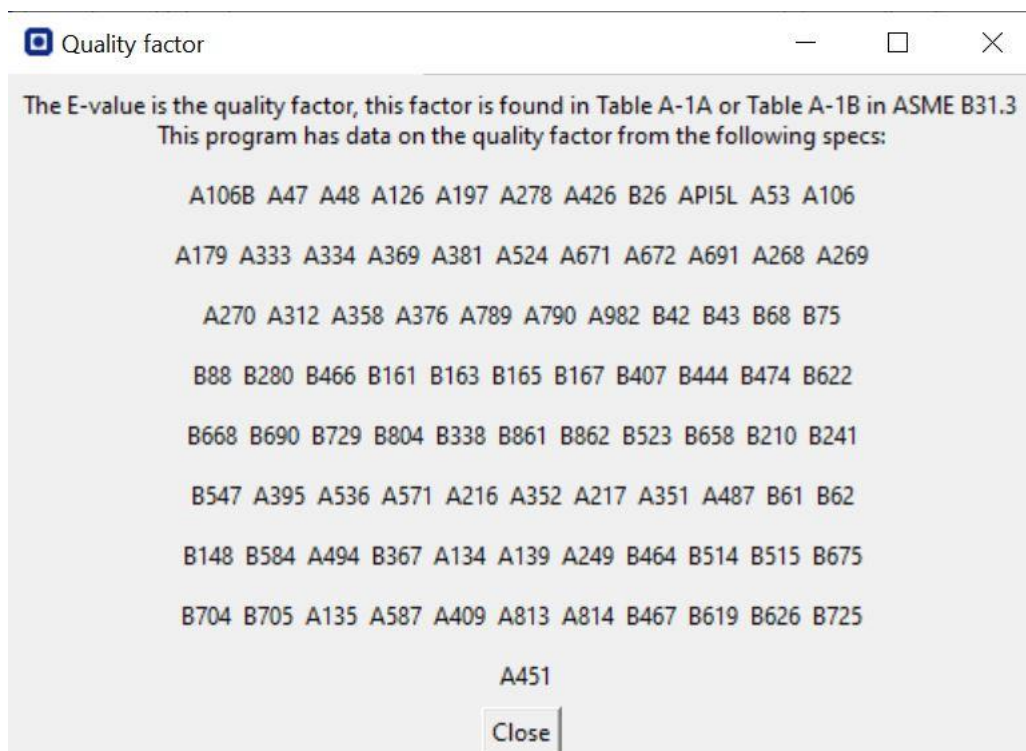 Quality factor
The E-value is the quality factor, this factor is found in Table A-1A or Table A-1B in ASME B31.3
This program has data on the quality factor from the following specs:
A106B A47 A48 A126 A197 A278 A426 B26 API5L A53 A106
A179 A333 A334 A369 A381 A524 A671 A672 A691 A268 A269
A270 A312 A358 A376 A789 A790 A982 B42 B43 B68 B75
B88 B280 B466 B161 B163 B165 B167 B407 B444 B474 B622
B668 B690 B729 B804 B338 B861 B862 B523 B658 B210 B241
B547 A395 A536 A571 A216 A352 A217 A351 A487 B61 B62
B148 B584 A494 B367 A134 A139 A249 B464 B514 B515 B675
B704 B705 A135 A587 A409 A813 A814 B467 B619 B626 B725
A451
Close